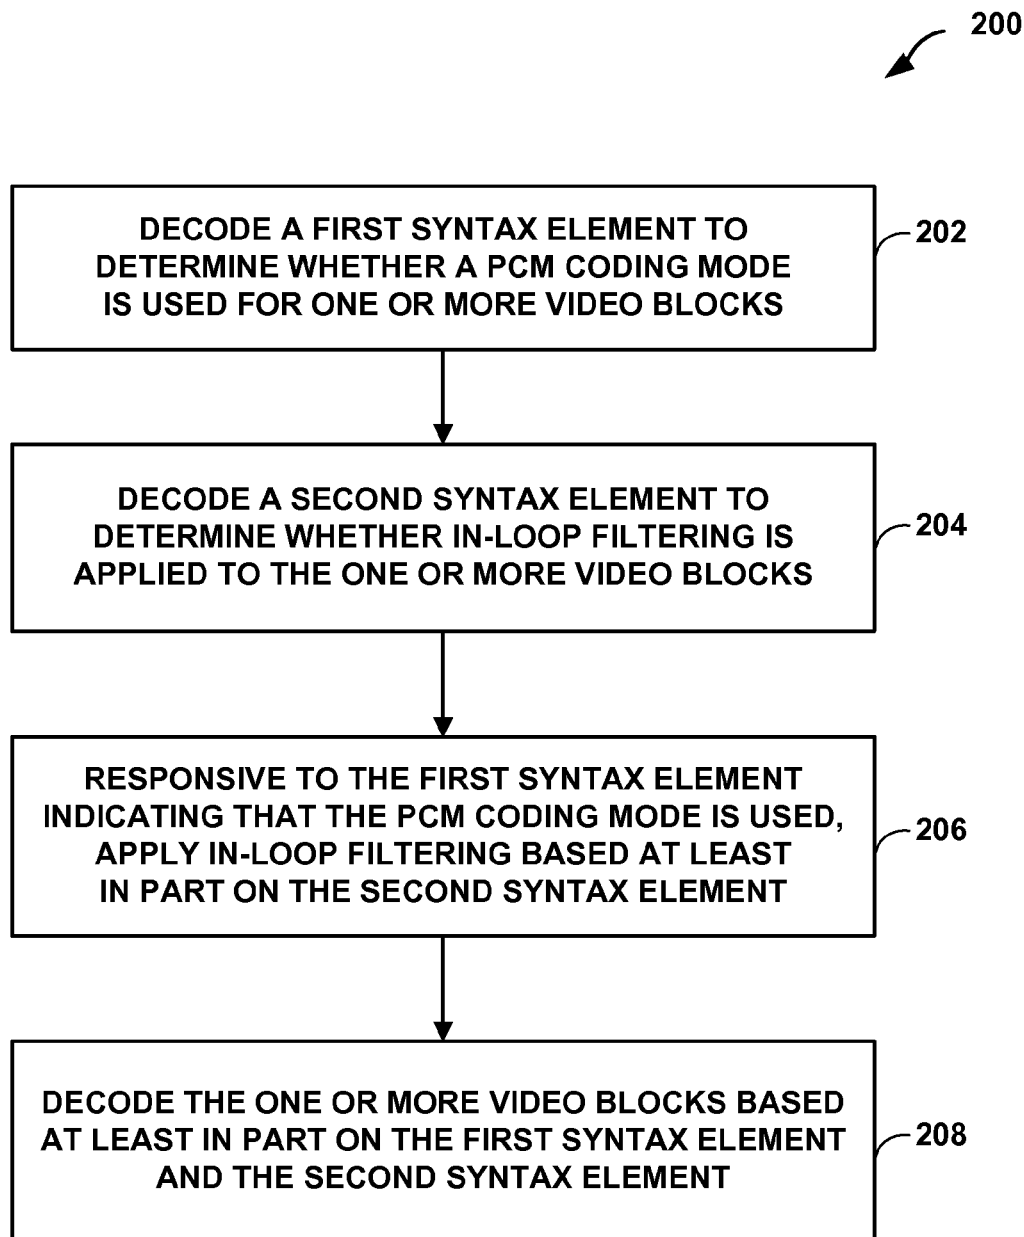 200
DECODE A FIRST SYNTAX ELEMENT TO
DETERMINE WHETHER A PCM CODING MODE
IS USED FOR ONE OR MORE VIDEO BLOCKS
202
DECODE A SECOND SYNTAX ELEMENT TO
DETERMINE WHETHER IN-LOOP FILTERING IS
APPLIED TO THE ONE OR MORE VIDEO BLOCKS
204
RESPONSIVE TO THE FIRST SYNTAX ELEMENT
INDICATING THAT THE PCM CODING MODE IS USED,
APPLY IN-LOOP FILTERING BASED AT LEAST
IN PART ON THE SECOND SYNTAX ELEMENT
206
DECODE THE ONE OR MORE VIDEO BLOCKS BASED
AT LEAST IN PART ON THE FIRST SYNTAX ELEMENT
AND THE SECOND SYNTAX ELEMENT
208